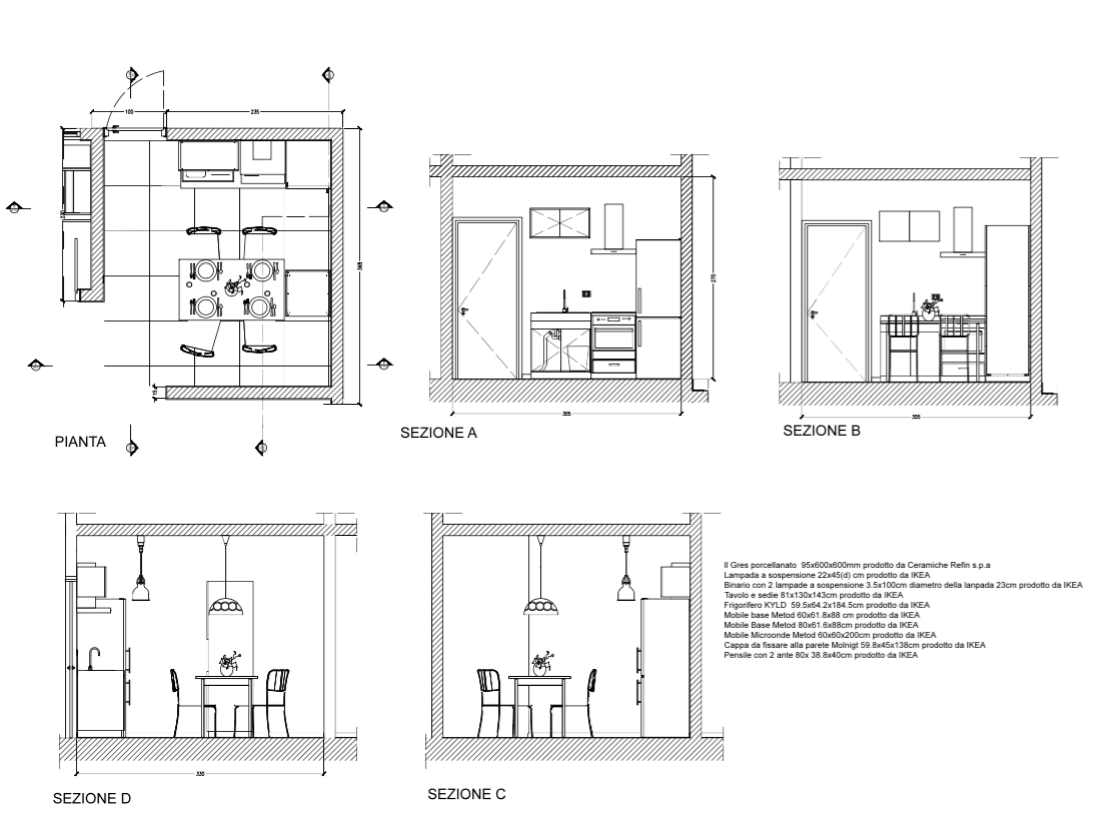 100
235
368
PIANTA
270
305
SEZIONE A
305
SEZIONE B
330
SEZIONE D
SEZIONE C
Il Gres porcellanato 95x600x600mm prodotto da Ceramiche Refin s.p.a
Lampada a sospensione 22x45(d) cm prodotto da IKEA
Binario con 2 lampade a sospensione 3.5x100cm diametro della lanpada 23cm prodotto da IKEA
Tavolo e sedie 81x130x143cm prodotto da IKEA
Frigorifero KYLD 59.5x64.2x184.5cm prodotto da IKEA
Mobile base Metod 60x61.8x88 cm prodotto da IKEA
Mobile Base Metod 80x61.6x88cm prodotto da IKEA
Mobile Microonde Metod 60x60x200cm prodotto da IKEA
Cappa da fissare alla parete Molnigt 59.8x45x138cm prodotto da IKEA
Pensile con 2 ante 80x 38.8x40cm prodotto da IKEA